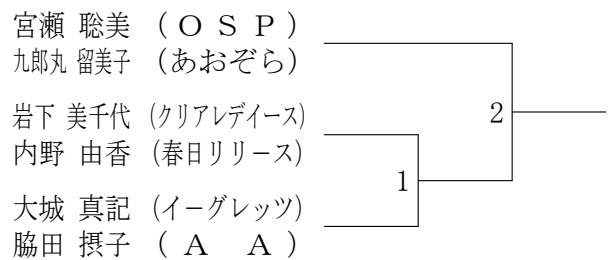 宮瀬 聡美 (ＯＳＰ)
九郎丸 留美子 (あおぞら)
岩下 美千代 (クリアレデイース)
内野 由香 (春日リリース)
大城 真記 (イーグレッツ)
脇田 摂子 (Ａ Ａ)
2
1